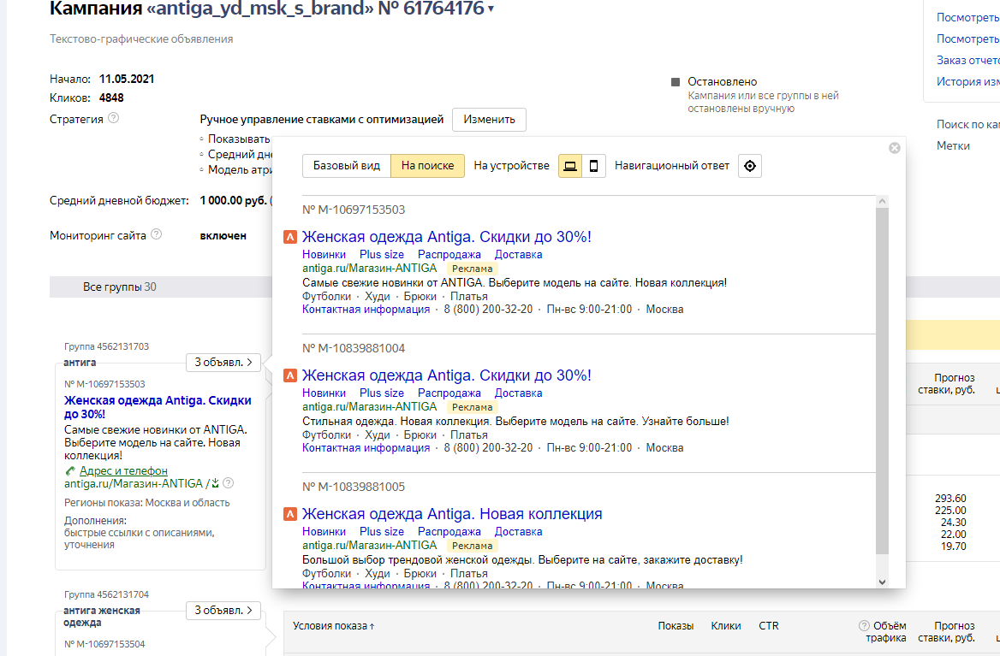 Кампания «antiga_yd_msk_s_brand» № 61764176
Текстово-графические объявления
Начало: 11.05.2021
Кликов: 4848
Стратегия ? Ручное управление ставками с оптимизацией Изменить
Показывать
Средний
Модель
Средний дневной бюджет: 1 000.00 руб. (
Мониторинг сайта ? включен
Остановлено
Кампания или все группы в ней
остановлены вручную
Посмотреть
Посмотреть
Заказ
История
Поиск по
Метки
Все группы 30
Группа 4562131703
антига
3 объявл.
№ M-10697153503
Женская одежда Antiga. Скидки
до 30%!
Самые свежие новинки от ANTIGA.
Выберите модель на сайте. Новая
коллекция!
Адрес и телефон
antiga.ru/Магазин-ANTIGA / ?
Регионы показа: Москва и область
Дополнения:
быстрые ссылки с описаниями,
уточнения
Группа 4562131704
антига женская
одежда
3 объявл.
№ M-10697153504
Базовый вид На поиске На устройстве Навигационный ответ
№ M-10697153503
Женская одежда Antiga. Скидки до 30%!
Новинки Plus size Распродажа Доставка
antiga.ru/Магазин-ANTIGA Реклама
Самые свежие новинки от ANTIGA. Выберите модель на сайте. Новая коллекция!
Футболки · Худи · Брюки · Платья
Контактная информация · 8 (800) 200-32-20 · Пн-вс 9:00-21:00 · Москва
№ M-10839881004
Женская одежда Antiga. Скидки до 30%!
Новинки Plus size Распродажа Доставка
antiga.ru/Магазин-ANTIGA Реклама
Стильная одежда. Новая коллекция. Выберите модель на сайте. Узнайте больше!
Футболки · Худи · Брюки · Платья
Контактная информация · 8 (800) 200-32-20 · Пн-вс 9:00-21:00 · Москва
№ M-10839881005
Женская одежда Antiga. Новая коллекция
Новинки Plus size Распродажа Доставка
antiga.ru/Магазин-ANTIGA Реклама
Большой выбор трендовой женской одежды. Выберите на сайте, закажите доставку!
Футболки · Худи · Брюки · Платья
Контактная информация · 8 (800) 200-32-20 · Пн-вс 9:00-21:00 · Москва
Прогноз
ставки, руб.
293.60
225.00
24.30
22.00
19.70
Условия показа ↑ Показы Клики CTR ? Объём
трафика
Прогноз
ставки, руб.